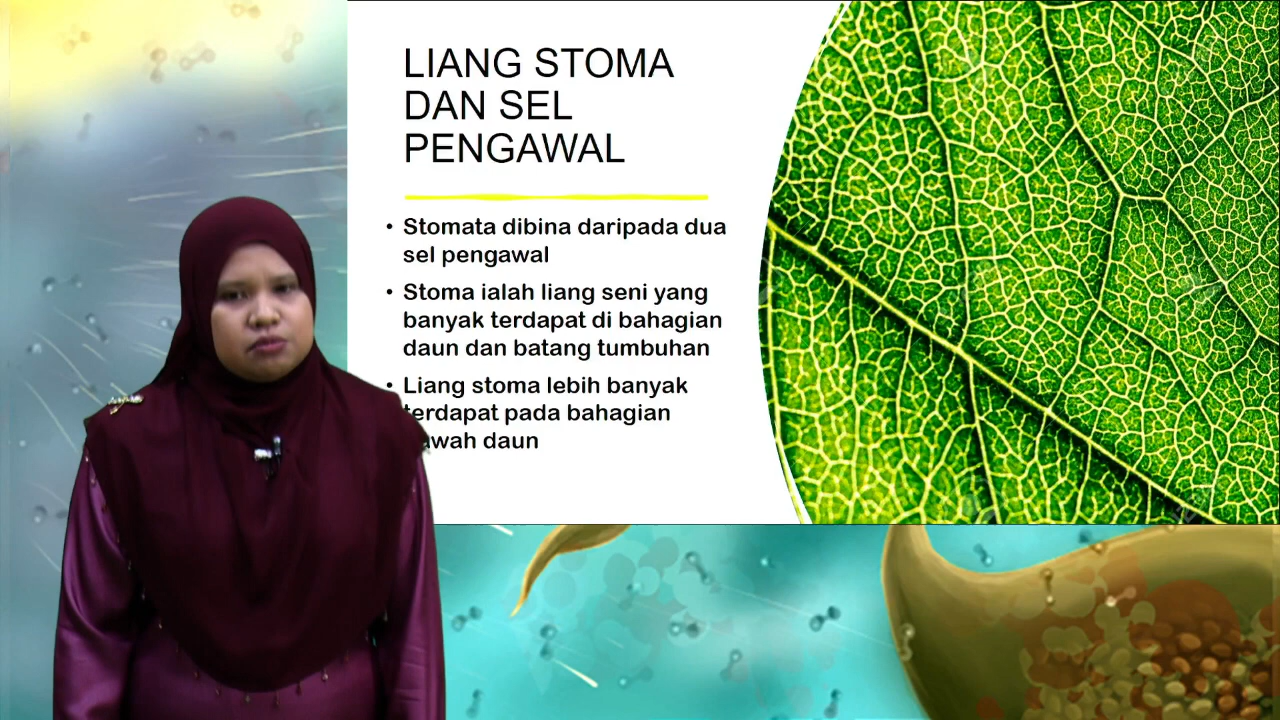 LIANG STOMA
DAN SEL
PENGAWAL
• Stomata dibina daripada dua
sel pengawal
• Stoma ialah liang seni yang
banyak terdapat di bahagian
daun dan batang tumbuhan
• Liang stoma lebih banyak
terdapat pada bahagian
bawah daun